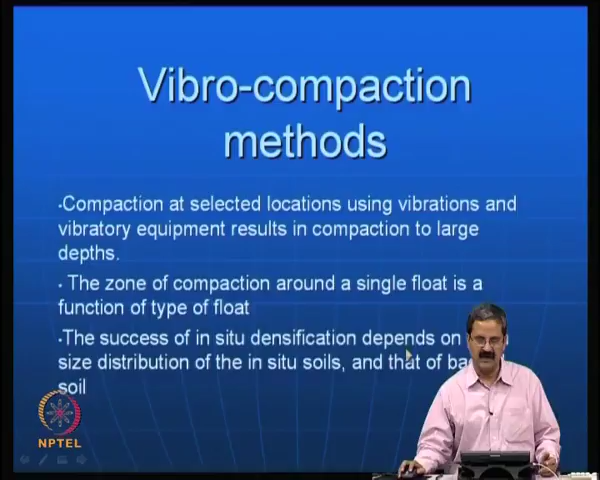 Vibro-compaction
methods
•Compaction at selected locations using vibrations and
vibratory equipment results in compaction to large
depths.
• The zone of compaction around a single float is a
function of type of float
•The success of in situ densification depends on
size distribution of the in situ soils, and that of
soil
NPTEL